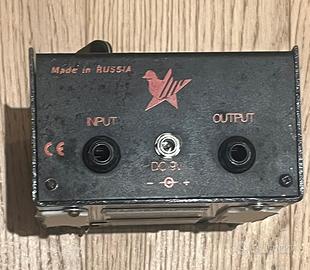 Made in RUSSIA
INPUT
OUTPUT
CE
DC 9V
- +